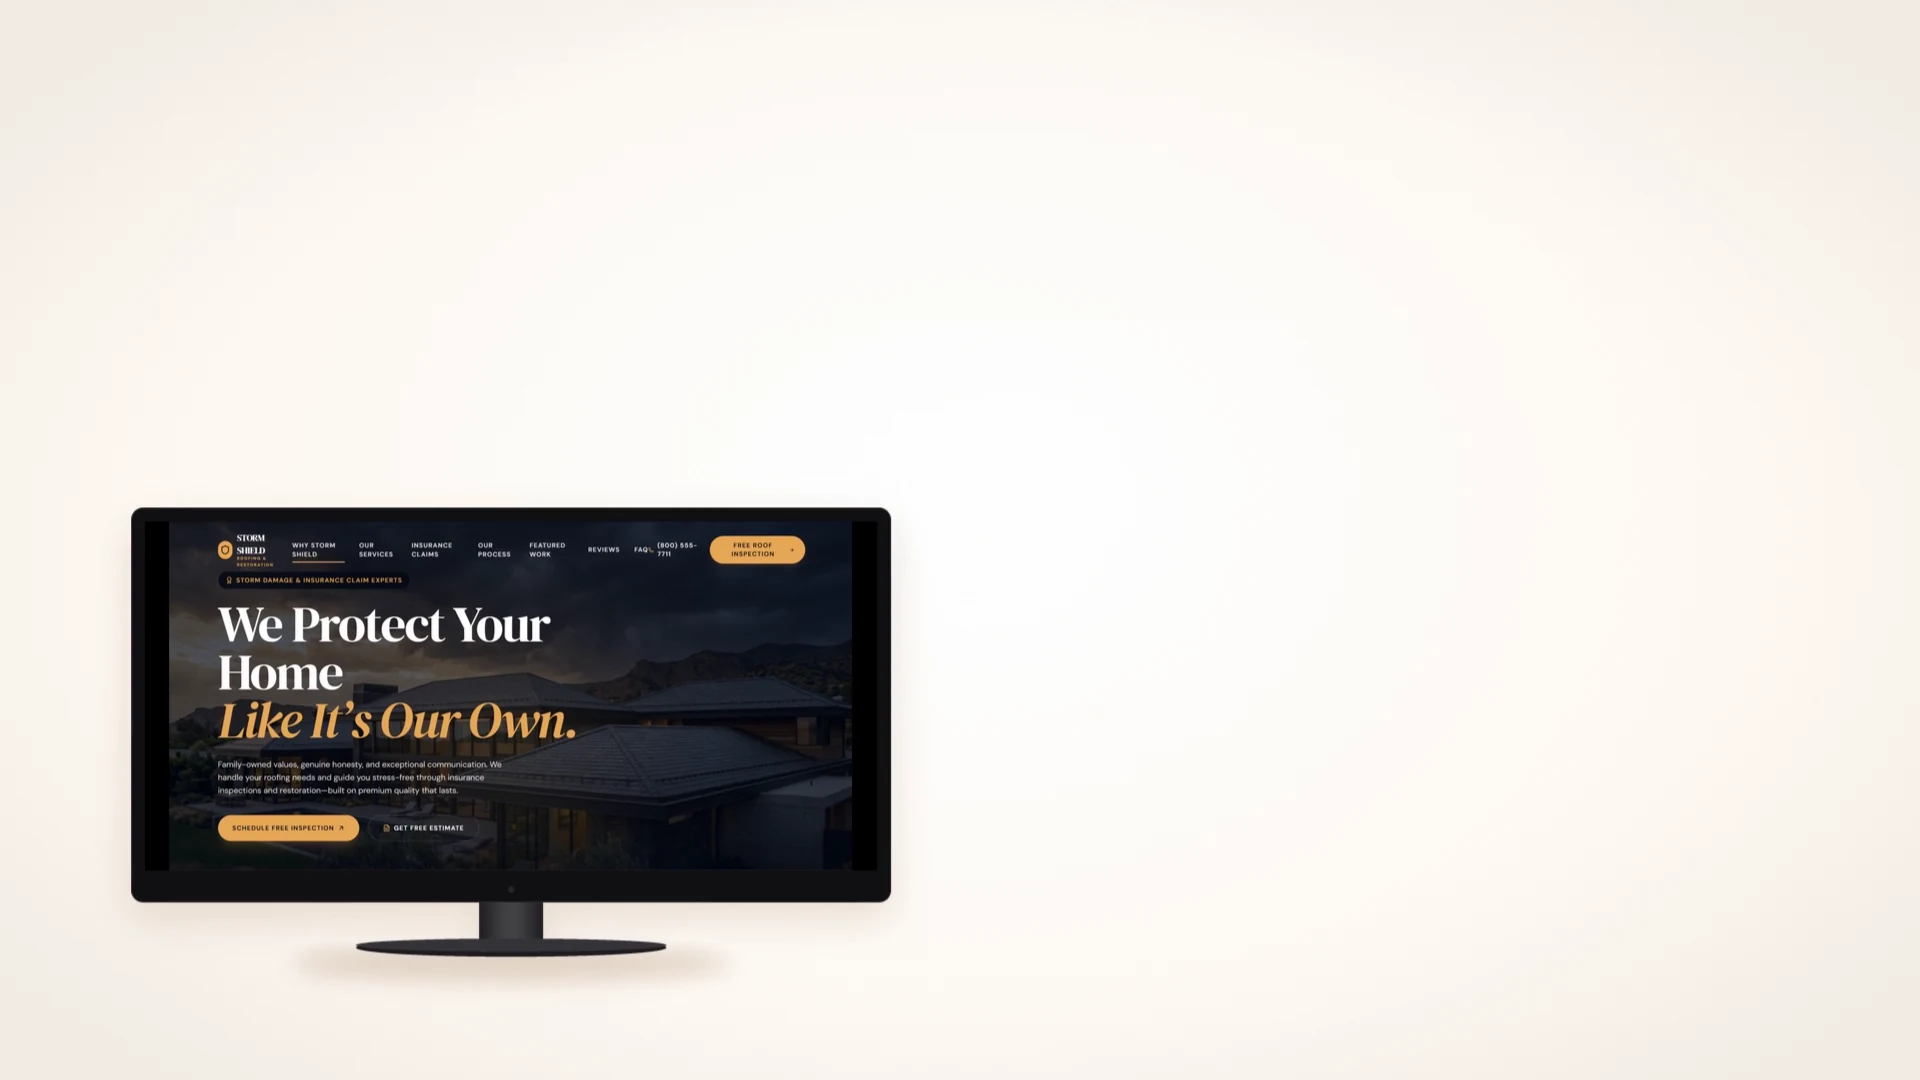 STORM
SHIELD
ROOFING &
RESTORATION
WHY STORM
SHIELD
OUR
SERVICES
INSURANCE
CLAIMS
OUR
PROCESS
FEATURED
WORK
REVIEWS
FAQ
(800) 555-
7711
FREE ROOF
INSPECTION
STORM DAMAGE & INSURANCE CLAIM EXPERTS
We Protect Your
Home
Like It’s Our Own.
Family-owned values, genuine honesty, and exceptional communication. We
handle your roofing needs and guide you stress-free through insurance
inspections and restoration—built on premium quality that lasts.
SCHEDULE FREE INSPECTION
GET FREE ESTIMATE